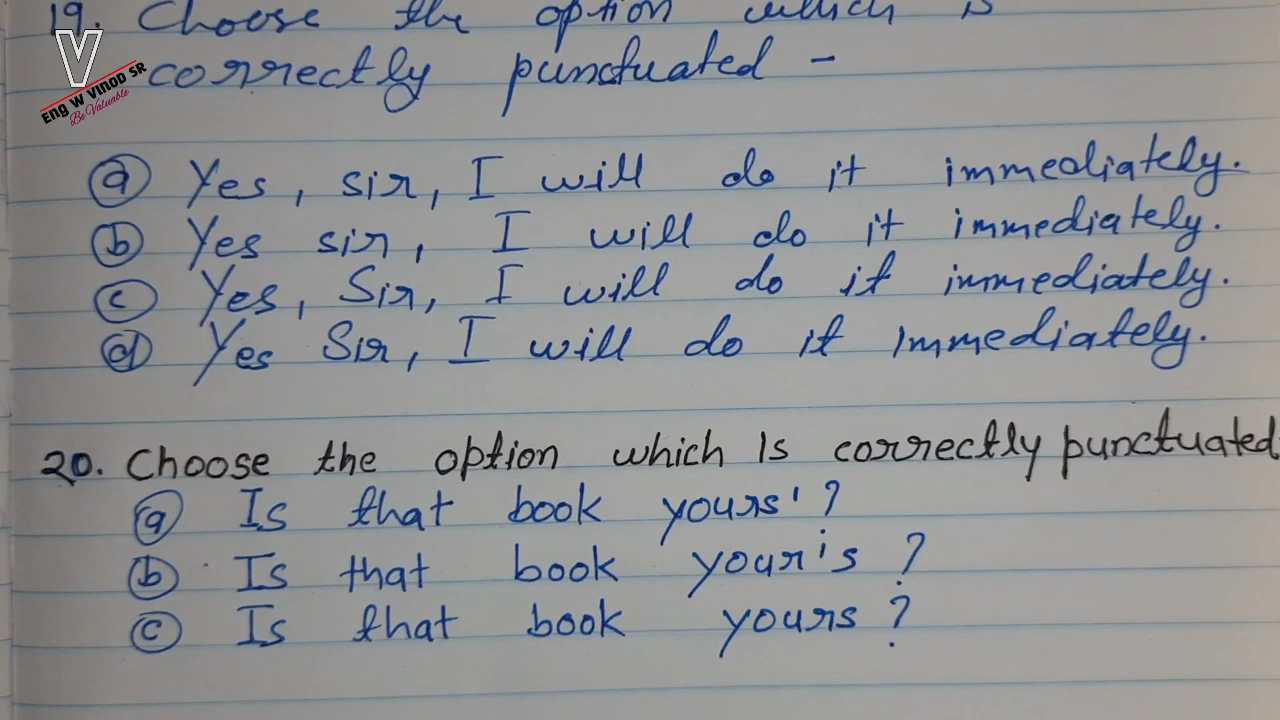 19. Choose the option which is
correctly punctuated -
V
Eng W VINOD SR
Be Valuable
(a) Yes, sir, I will do it immediately.
(b) Yes sir, I will do it immediately.
(c) Yes, Sir, I will do it immediately.
(d) Yes Sir, I will do it immediately.
20. Choose the option which is correctly punctuated
(a) Is that book yours'?
(b) Is that book your's?
(c) Is that book yours?